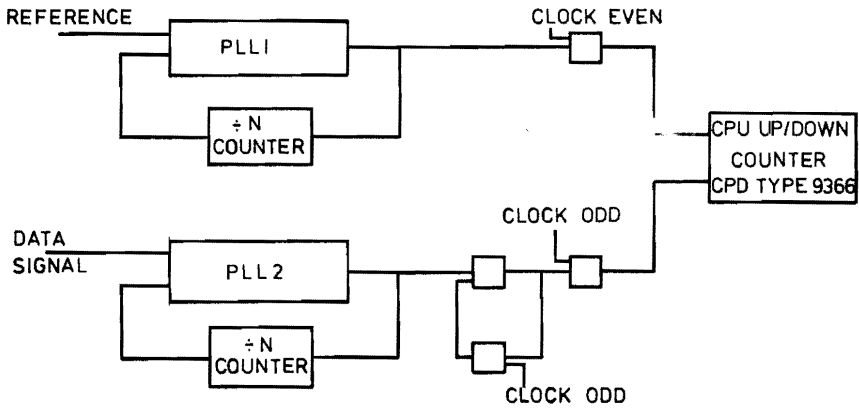 REFERENCE
PLL1
÷ N
COUNTER
CLOCK EVEN
CPU UP/DOWN
COUNTER
CPD TYPE 9366
DATA
SIGNAL
PLL2
÷ N
COUNTER
CLOCK ODD
CLOCK ODD